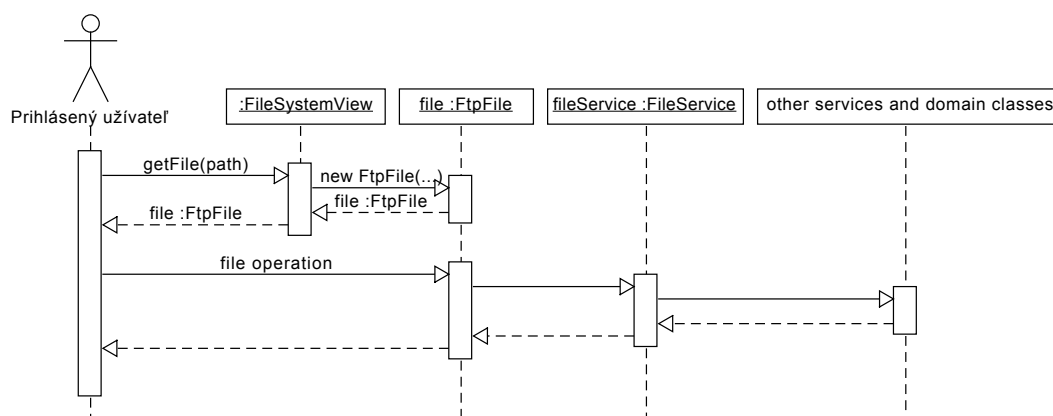 Prihlásený užívateľ
:FileSystemView
file :FtpFile
fileService :FileService
other services and domain classes
getFile(path)
new FtpFile(...)
file :FtpFile
file :FtpFile
file operation